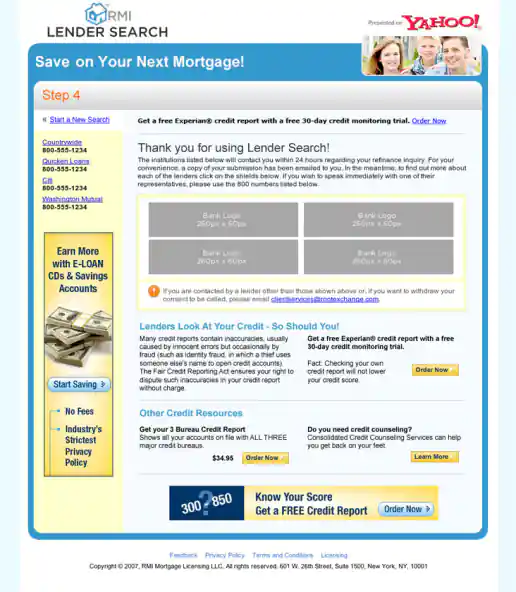 RMI
LENDER SEARCH
Presented on YAHOO!
Save on Your Next Mortgage!
Step 4
« Start a New Search
Get a free Experian® credit report with a free 30-day credit monitoring trial. Order Now
Countrywide
800-555-1234
Quicken Loans
800-555-1234
Citi
800-555-1234
Washington Mutual
800-555-1234
Thank you for using Lender Search!
The institutions listed below will contact you within 24 hours regarding your refinance inquiry. For your
convenience, a copy of your submission has been emailed to you. In the meantime, to find out more about
each of the lenders click on the shields below. If you wish to speak immediately with one of their
representatives, please use the 800 numbers listed below.
Bank Logo
260px x 60px
Bank Logo
260px x 60px
Bank Logo
260px x 60px
Bank Logo
260px x 60px
If you are contacted by a lender other than those shown above or, if you want to withdraw your
consent to be called, please email clientservices@rootexchange.com.
Earn More
with E-LOAN
CDs & Savings
Accounts
Start Saving
No Fees
Industry's
Strictest
Privacy
Policy
Lenders Look At Your Credit - So Should You!
Many credit reports contain inaccuracies, usually
caused by innocent errors but occasionally by
fraud (such as identity fraud, in which a thief uses
someone else's name to open credit accounts).
The Fair Credit Reporting Act ensures your right to
dispute such inaccuracies in your credit report
without charge.
Get a free Experian® credit report with a free
30-day credit monitoring trial.
Fact: Checking your own
credit report will not lower
your credit score.
Order Now
Other Credit Resources
Get your 3 Bureau Credit Report
Shows all your accounts on file with ALL THREE
major credit bureaus.
$34.95 Order Now
Do you need credit counseling?
Consolidated Credit Counseling Services can help
you get back on your feet.
Learn More
300 ? 850
Know Your Score
Get a FREE Credit Report
Order Now
Feedback Privacy Policy Terms and Conditions Licensing
Copyright © 2007, RMI Mortgage Licensing LLC, All rights reserved. 601 W. 26th Street, Suite 1500, New York, NY, 10001